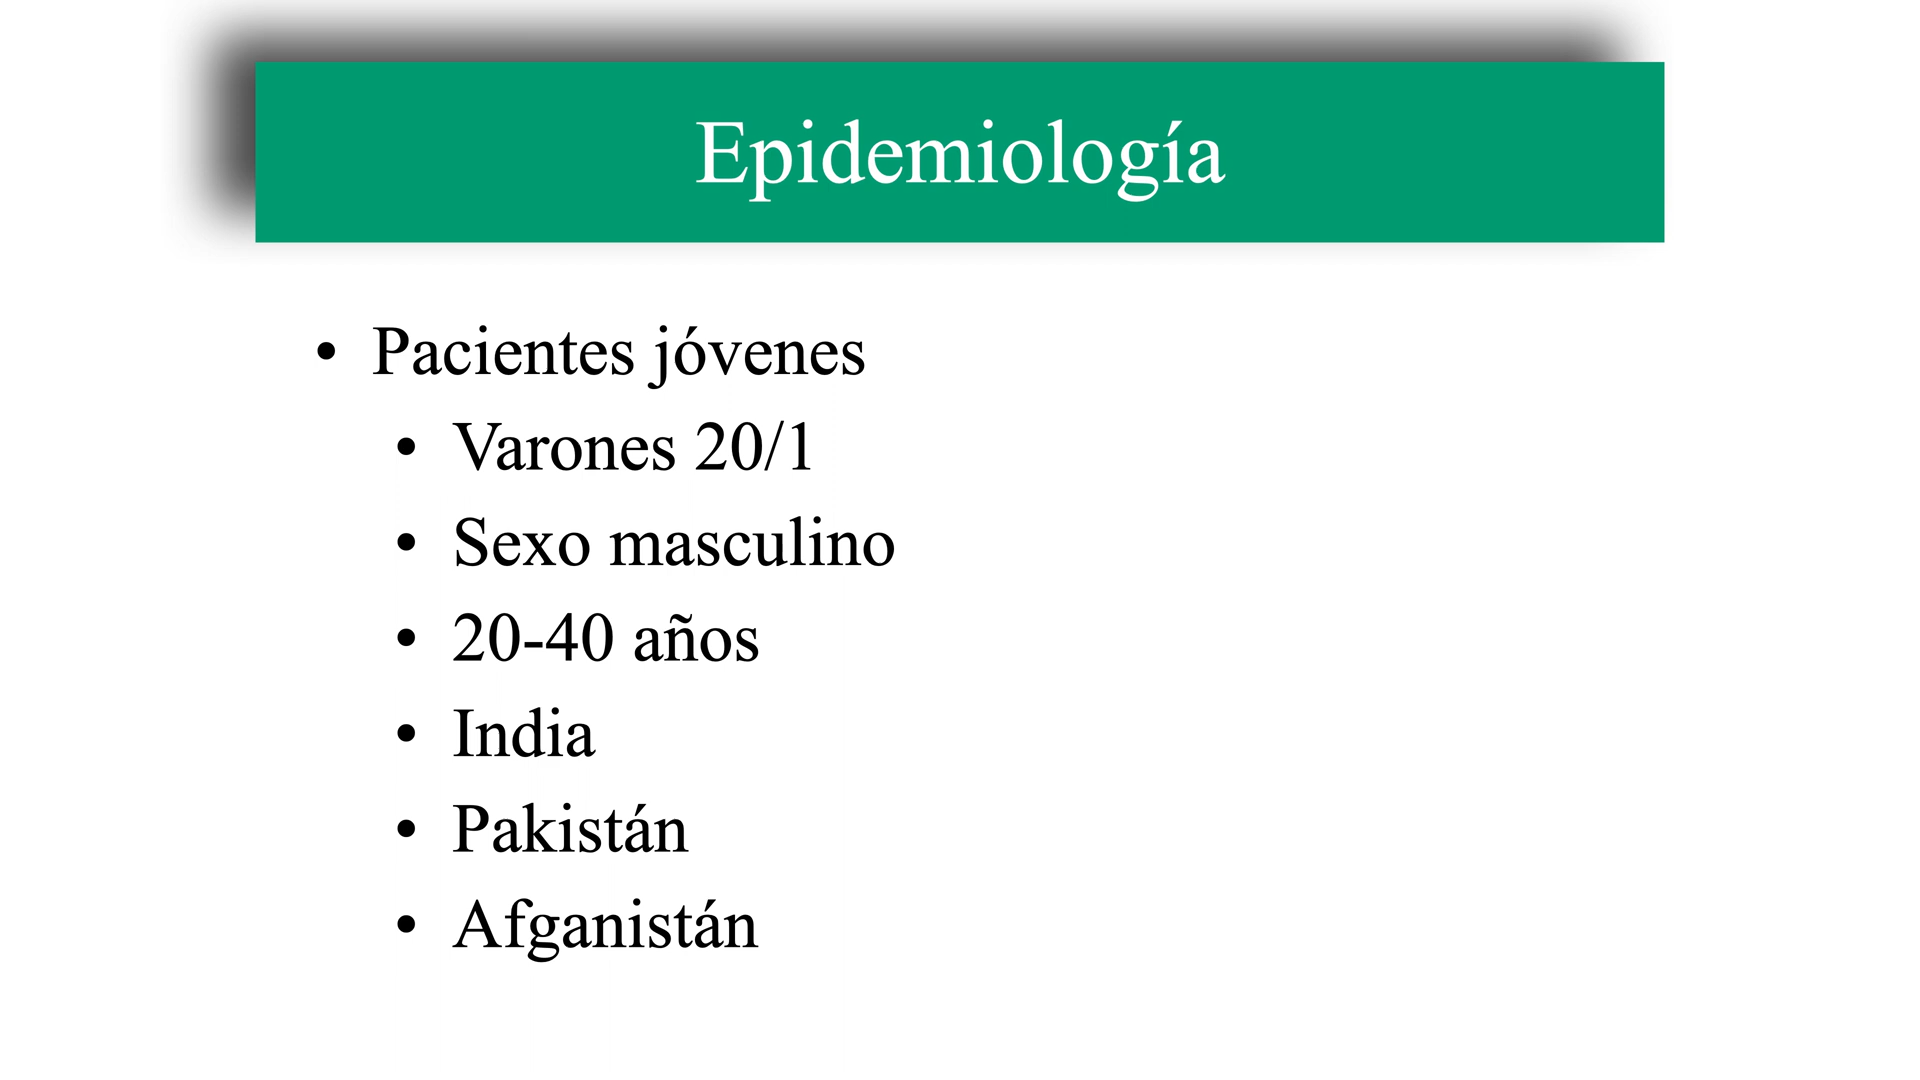 Epidemiología
• Pacientes jóvenes
• Varones 20/1
• Sexo masculino
• 20-40 años
• India
• Pakistán
• Afganistán